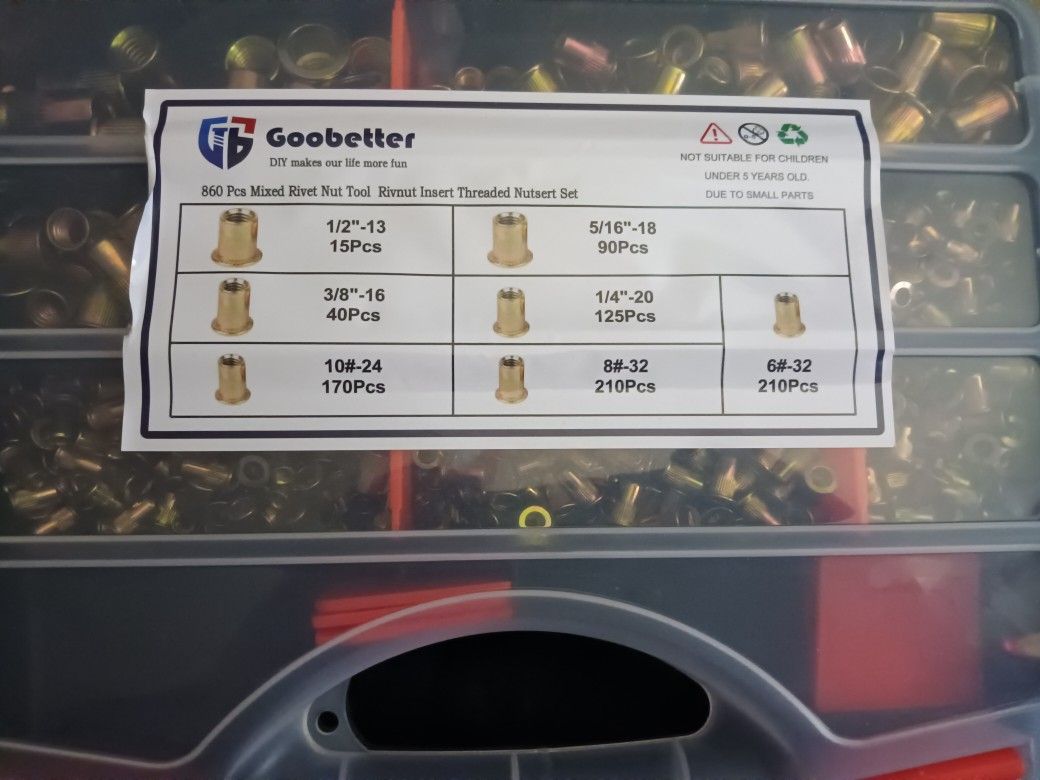 Goobetter
DIY makes our life more fun
NOT SUITABLE FOR CHILDREN
UNDER 5 YEARS OLD.
DUE TO SMALL PARTS
860 Pcs Mixed Rivet Nut Tool Rivnut Insert Threaded Nutsert Set
1/2"-13
15Pcs
5/16"-18
90Pcs
3/8"-16
40Pcs
1/4"-20
125Pcs
10#-24
170Pcs
8#-32
210Pcs
6#-32
210Pcs